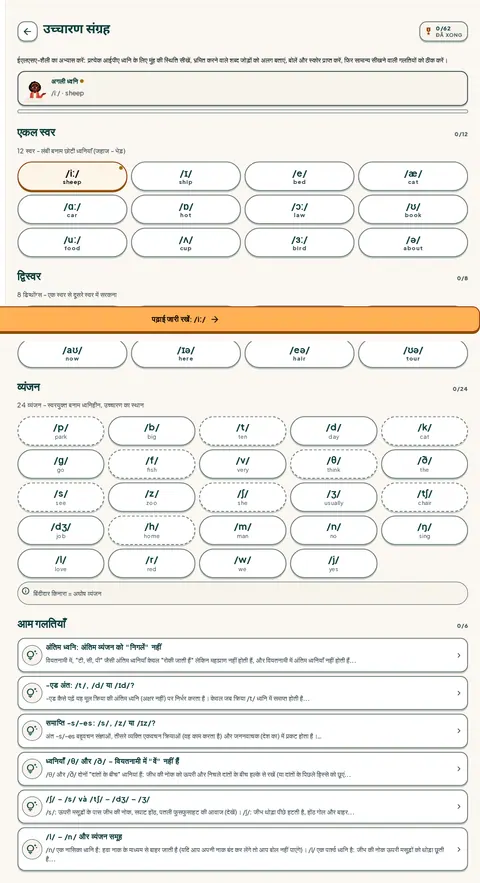 उच्चारण संग्रह
0/62
ĐÃ XONG
ईएलएसए-शैली का अभ्यास करें: प्रत्येक आईपीए ध्वनि के लिए मुंह की स्थिति सीखें, भ्रमित करने वाले शब्द जोड़ों को अलग बताएं, बोलें और स्कोर प्राप्त करें, फिर सामान्य सीखने वाली गलतियों को ठीक करें।
अगली ध्वनि
/iː/ · sheep
एकल स्वर
0/12
12 स्वर - लंबी बनाम छोटी ध्वनियाँ (जहाज - भेड़)
/iː/ /ɪ/ /e/ /æ/
sheep ship bed cat
/ɑː/ /ɒ/ /ɔː/ /ʊ/
car hot law book
/uː/ /ʌ/ /ɜː/ /ə/
food cup bird about
द्विस्वर
0/8
8 डिफ्थॉन्ग्स - एक स्वर से दूसरे स्वर में सरकना
पढ़ाई जारी रखें: /iː/ →
/aʊ/ /ɪə/ /eə/ /ʊə/
now here hair tour
व्यंजन
0/24
24 व्यंजन - स्वरयुक्त बनाम ध्वनिहीन, उच्चारण का स्थान
/p/ /b/ /t/ /d/ /k/
park big ten day cat
/g/ /f/ /v/ /θ/ /ð/
go fish very think the
/s/ /z/ /ʃ/ /ʒ/ /tʃ/
see zoo she usually chair
/dʒ/ /h/ /m/ /n/ /ŋ/
job home man no sing
/l/ /r/ /w/ /j/
love red we yes
बिंदीदार किनारा = अघोष व्यंजन
आम गलतियाँ
0/6
अंतिम ध्वनि: अंतिम व्यंजन को "निगलें" नहीं
वियतनामी में, "टी, सी, पी" जैसी अंतिम ध्वनियाँ केवल "रोकी जाती हैं" लेकिन महाप्राण नहीं होती हैं, और वियतनामी में अंतिम ध्वनियाँ नहीं होती हैं...
-एड अंत: /t/, /d/ या /ɪd/?
-एड कैसे पढ़ें यह मूल क्रिया की अंतिम ध्वनि (अक्षर नहीं) पर निर्भर करता है। केवल जब क्रिया /t/ ध्वनि में समाप्त होती है...
समाप्ति -s/-es: /s/, /z/ या /ɪz/?
अंत -s/-es बहुवचन संज्ञाओं, तीसरे व्यक्ति एकवचन क्रियाओं (वह काम करता है) और जननवाचक (देश का) में प्रकट होता है।...
ध्वनियाँ /θ/ और /ð/ - वियतनामी में "वें" नहीं हैं
/θ/ और /ð/ दोनों "दांतों के बीच" ध्वनियां हैं: जीभ की नोक को ऊपरी और निचले दांतों के बीच हल्के से रखें (या दांतों के पिछले हिस्से को छुएं...
/ʃ/ - /s/ và /tʃ/ - /dʒ/ - /ʒ/
/s/: ऊपरी मसूड़ों के पास जीभ की नोक, सपाट होंठ, पतली फुसफुसाहट की आवाज (देखें)। /ʃ/: जीभ थोड़ा पीछे हटती है, होंठ गोल और बाहर...
/l/ - /n/ और व्यंजन समूह
/n/ एक नासिका ध्वनि है: हवा नाक के माध्यम से बाहर जाती है (यदि आप अपनी नाक बंद कर लेंगे तो आप बोल नहीं पाएंगे)। /l/ एक पार्श्व ध्वनि है: जीभ की नोक ऊपरी मसूड़ों को थोड़ा छूती
है...